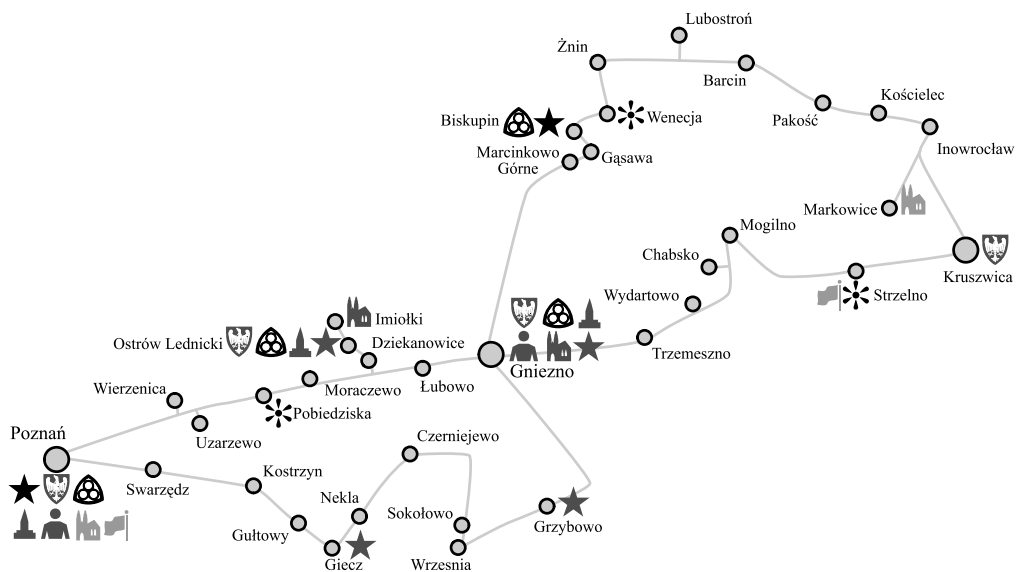 Lubostroń
Żnin
Barcin
Kościelec
Pakość
Biskupin
Wenecja
Inowrocław
Marcinkowo
Górne
Gąsawa
Markowice
Mogilno
Chabsko
Kruszwica
Wydartowo
Strzelno
Imiołki
Ostrów Lednicki
Dziekanowice
Trzemeszno
Gniezno
Łubowo
Moraczewo
Wierzenica
Pobiedziska
Uzarzewo
Poznań
Czerniejewo
Swarzędz
Kostrzyn
Nekla
Sokołowo
Grzybowo
Gułtowy
Giecz
Wrzesnia